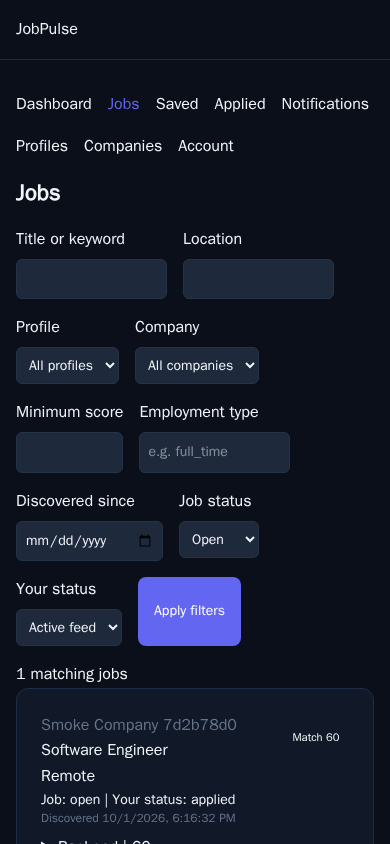 JobPulse
Dashboard Jobs Saved Applied Notifications
Profiles Companies Account
Jobs
Title or keyword Location
Profile Company
All profiles All companies
Minimum score Employment type
e.g. full_time
Discovered since Job status
mm/dd/yyyy Open
Your status
Active feed Apply filters
1 matching jobs
Smoke Company 7d2b78d0
Match 60
Software Engineer
Remote
Job: open | Your status: applied
Discovered 10/1/2026, 6:16:32 PM